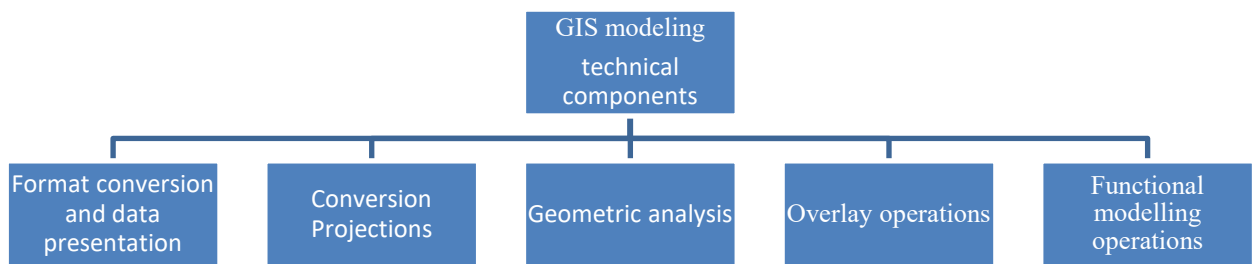 GIS modeling
technical
components
Format conversion
and data
presentation
Conversion
Projections
Geometric analysis
Overlay operations
Functional
modelling
operations